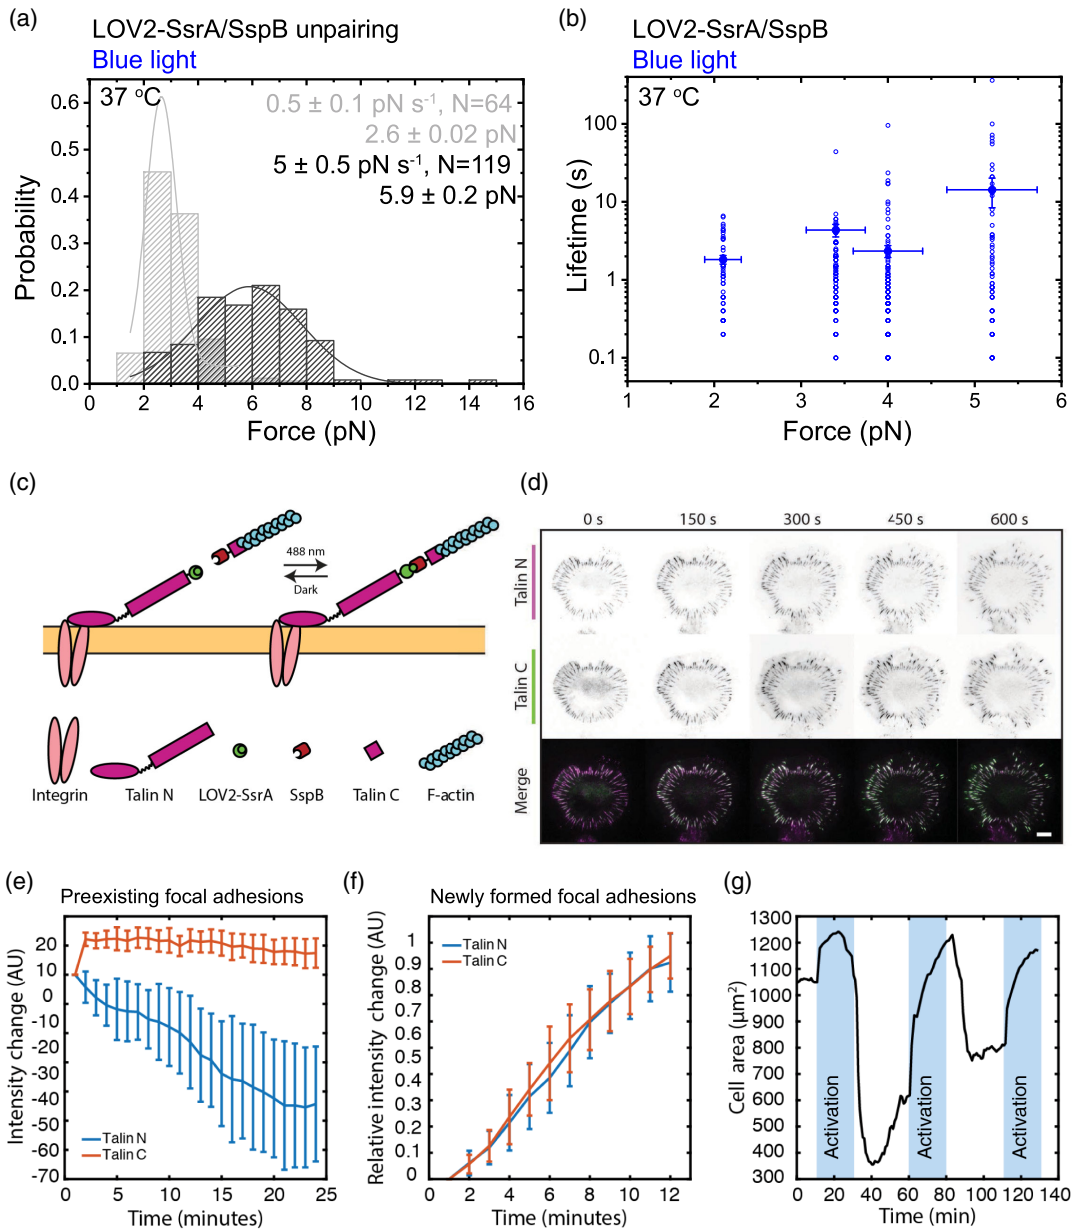 (a)
LOV2-SsrA/SspB unpairing
Blue light
37 °C
0.5 ± 0.1 pN s⁻¹, N=64
2.6 ± 0.02 pN
5 ± 0.5 pN s⁻¹, N=119
5.9 ± 0.2 pN
Probability
0.6
0.5
0.4
0.3
0.2
0.1
0.0
0 2 4 6 8 10 12 14 16
Force (pN)
(b)
LOV2-SsrA/SspB
Blue light
37 °C
Lifetime (s)
100
10
1
0.1
1 2 3 4 5 6
Force (pN)
(c)
488 nm
Dark
Integrin Talin N LOV2-SsrA SspB Talin C F-actin
(d)
0 s 150 s 300 s 450 s 600 s
Talin N
Talin C
Merge
(e)
Preexisting focal adhesions
Intensity change (AU)
20
10
0
-10
-20
-30
-40
-50
-60
-70
Talin N
Talin C
0 5 10 15 20 25
Time (minutes)
(f)
Newly formed focal adhesions
Relative intensity change (AU)
Talin N
Talin C
1
0.9
0.8
0.7
0.6
0.5
0.4
0.3
0.2
0.1
0
0 2 4 6 8 10 12
Time (minutes)
(g)
Cell area (µm²)
1300
1200
1100
1000
900
800
700
600
500
400
300
Activation
Activation
Activation
0 20 40 60 80 100 120 140
Time (min)